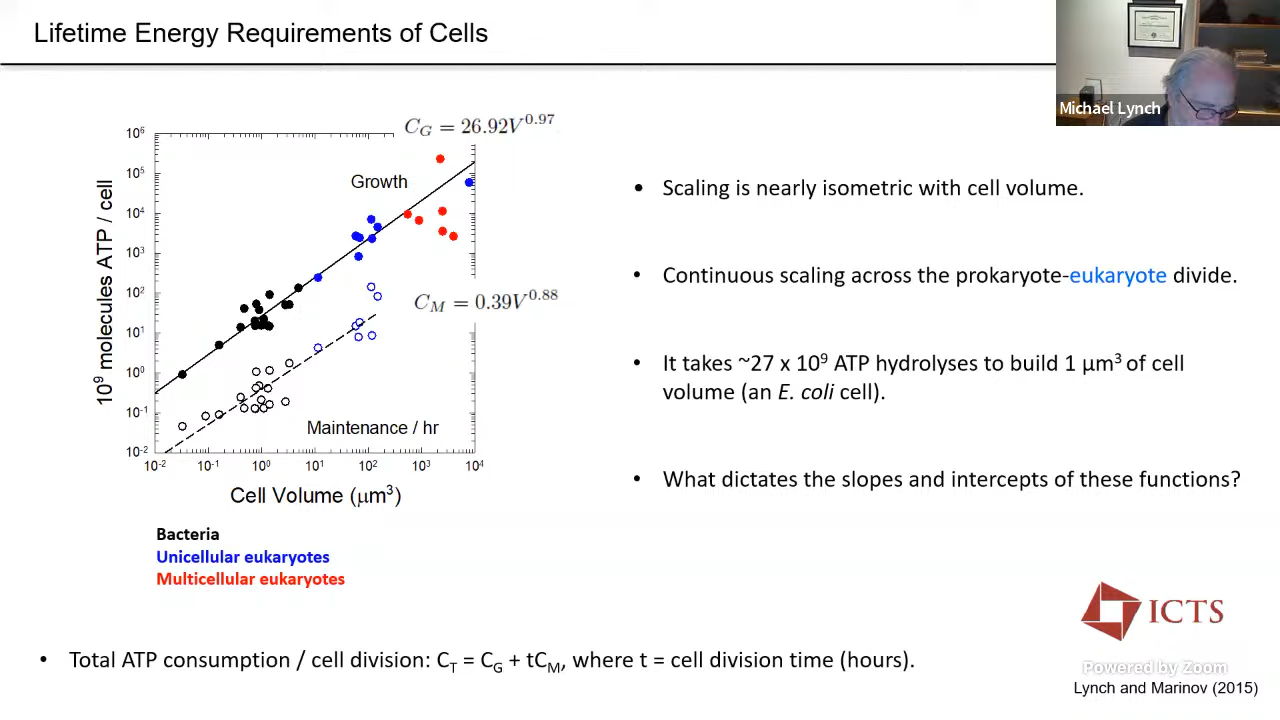 Lifetime Energy Requirements of Cells
Michael Lynch
C_G = 26.92V^0.97
10^6
10^5
10^4
10^3
10^2
10^1
10^0
10^-1
10^-2
10^9 molecules ATP / cell
Growth
C_M = 0.39V^0.88
Maintenance / hr
10^-2 10^-1 10^0 10^1 10^2 10^3 10^4
Cell Volume (μm^3)
Bacteria
Unicellular eukaryotes
Multicellular eukaryotes
• Scaling is nearly isometric with cell volume.
• Continuous scaling across the prokaryote-eukaryote divide.
• It takes ~27 x 10^9 ATP hydrolyses to build 1 μm^3 of cell
volume (an E. coli cell).
• What dictates the slopes and intercepts of these functions?
• Total ATP consumption / cell division: C_T = C_G + tC_M, where t = cell division time (hours).
ICTS
Powered by Zoom
Lynch and Marinov (2015)